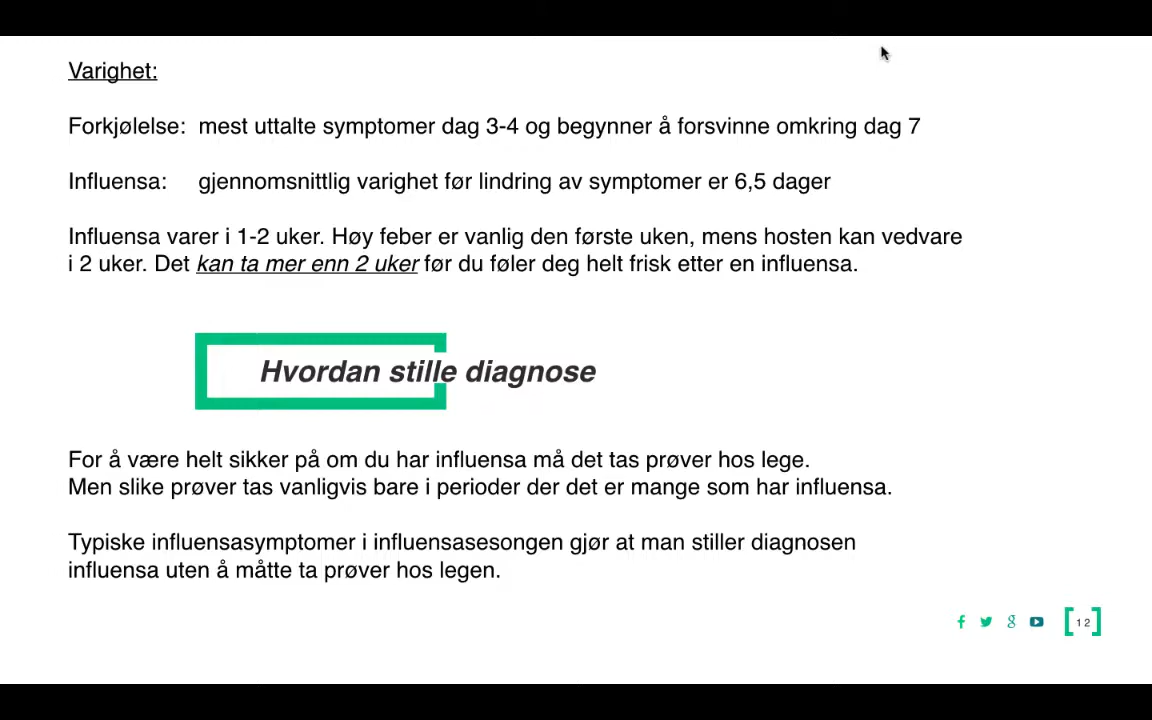 Varighet:
Forkjølelse: mest uttalte symptomer dag 3-4 og begynner å forsvinne omkring dag 7
Influensa: gjennomsnittlig varighet før lindring av symptomer er 6,5 dager
Influensa varer i 1-2 uker. Høy feber er vanlig den første uken, mens hosten kan vedvare
i 2 uker. Det kan ta mer enn 2 uker før du føler deg helt frisk etter en influensa.
Hvordan stille diagnose
For å være helt sikker på om du har influensa må det tas prøver hos lege.
Men slike prøver tas vanligvis bare i perioder der det er mange som har influensa.
Typiske influensasymptomer i influensasesongen gjør at man stiller diagnosen
influensa uten å måtte ta prøver hos legen.
12